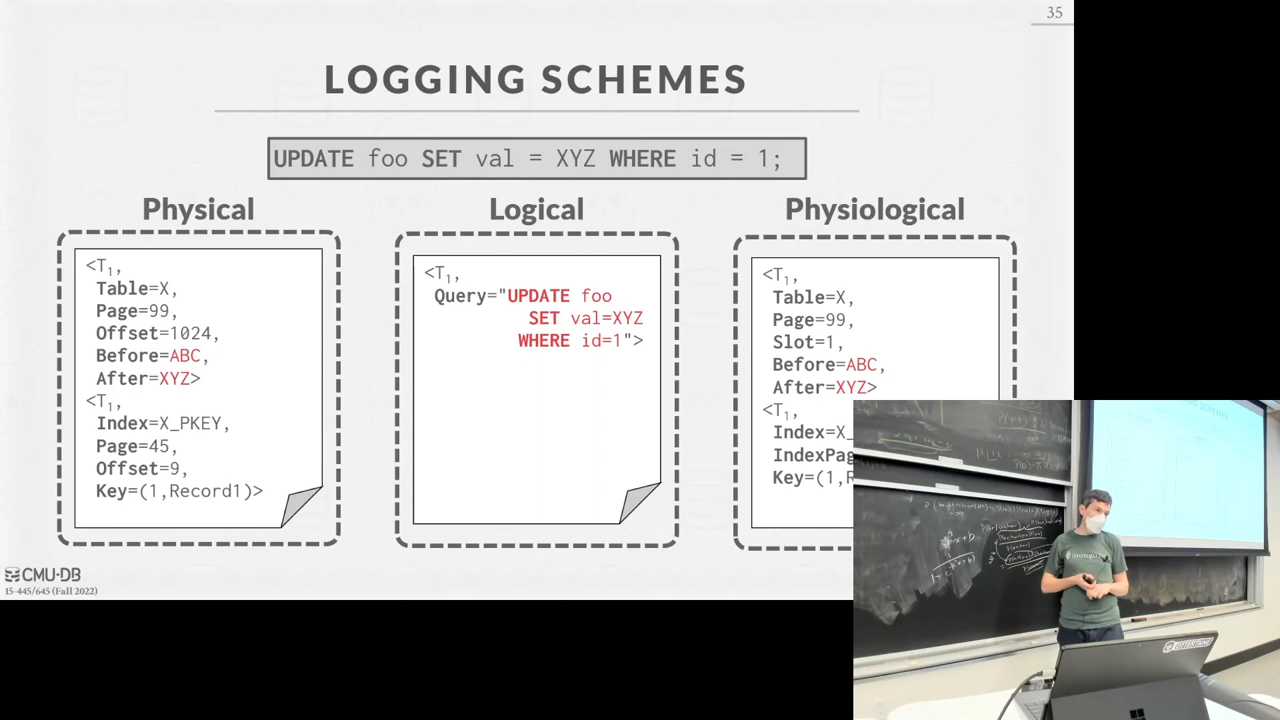 35
LOGGING SCHEMES
UPDATE foo SET val = XYZ WHERE id = 1;
Physical
<T1,
Table=X,
Page=99,
Offset=1024,
Before=ABC,
After=XYZ>
<T1,
Index=X_PKEY,
Page=45,
Offset=9,
Key=(1,Record1)>
Logical
<T1,
Query="UPDATE foo
SET val=XYZ
WHERE id=1">
Physiological
<T1,
Table=X,
Page=99,
Slot=1,
Before=ABC,
After=XYZ>
<T1,
Index=X_
IndexPag
Key=(1,R
CMU·DB
15-445/645 (Fall 2022)